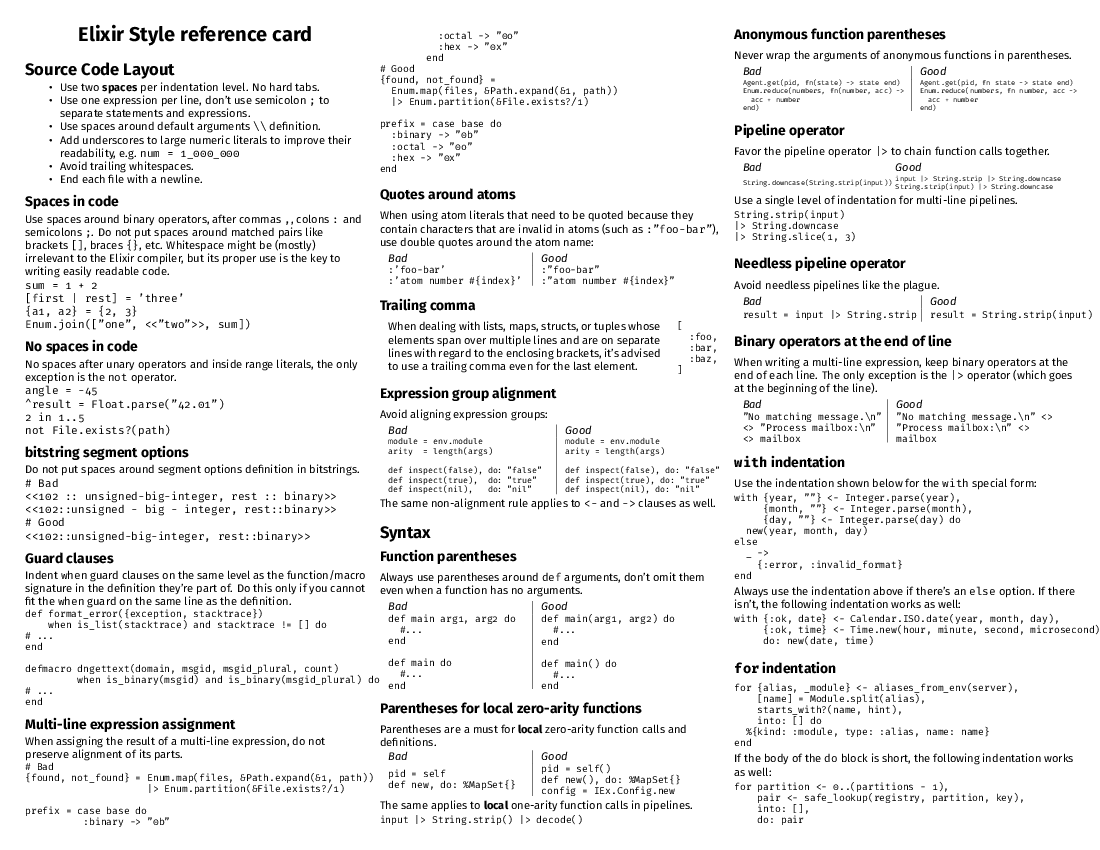 Elixir Style reference card
Source Code Layout
• Use two spaces per indentation level. No hard tabs.
• Use one expression per line, don't use semicolon ; to
separate statements and expressions.
• Use spaces around default arguments \\ definition.
• Add underscores to large numeric literals to improve their
readability, e.g. num = 1_000_000
• Avoid trailing whitespaces.
• End each file with a newline.
Spaces in code
Use spaces around binary operators, after commas ,, colons : and
semicolons ;. Do not put spaces around matched pairs like
brackets [], braces {}, etc. Whitespace might be (mostly)
irrelevant to the Elixir compiler, but its proper use is the key to
writing easily readable code.
sum = 1 + 2
[first | rest] = 'three'
{a1, a2} = {2, 3}
Enum.join(["one", <<"two">>, sum])
No spaces in code
No spaces after unary operators and inside range literals, the only
exception is the not operator.
angle = -45
^result = Float.parse("42.01")
2 in 1..5
not File.exists?(path)
bitstring segment options
Do not put spaces around segment options definition in bitstrings.
# Bad
<<102 :: unsigned-big-integer, rest :: binary>>
<<102::unsigned - big - integer, rest::binary>>
# Good
<<102::unsigned-big-integer, rest::binary>>
Guard clauses
Indent when guard clauses on the same level as the function/macro
signature in the definition they're part of. Do this only if you cannot
fit the when guard on the same line as the definition.
def format_error({exception, stacktrace})
    when is_list(stacktrace) and stacktrace != [] do
# ...
end
defmacro dngettext(domain, msgid, msgid_plural, count)
         when is_binary(msgid) and is_binary(msgid_plural) do
# ...
end
Multi-line expression assignment
When assigning the result of a multi-line expression, do not
preserve alignment of its parts.
# Bad
{found, not_found} = Enum.map(files, &Path.expand(&1, path))
                     |> Enum.partition(&File.exists?/1)
prefix = case base do
          :binary -> "0b"
          :octal -> "0o"
          :hex -> "0x"
        end
# Good
{found, not_found} =
  Enum.map(files, &Path.expand(&1, path))
  |> Enum.partition(&File.exists?/1)
prefix = case base do
  :binary -> "0b"
  :octal -> "0o"
  :hex -> "0x"
end
Quotes around atoms
When using atom literals that need to be quoted because they
contain characters that are invalid in atoms (such as :"foo-bar"),
use double quotes around the atom name:
Bad
:'foo-bar'
:'atom number #{index}'
Good
:"foo-bar"
:"atom number #{index}"
Trailing comma
When dealing with lists, maps, structs, or tuples whose
elements span over multiple lines and are on separate
lines with regard to the enclosing brackets, it's advised
to use a trailing comma even for the last element.
[
  :foo,
  :bar,
  :baz,
]
Expression group alignment
Avoid aligning expression groups:
Bad
module = env.module
arity  = length(args)
def inspect(false), do: "false"
def inspect(true),  do: "true"
def inspect(nil),   do: "nil"
Good
module = env.module
arity = length(args)
def inspect(false), do: "false"
def inspect(true), do: "true"
def inspect(nil), do: "nil"
The same non-alignment rule applies to <- and -> clauses as well.
Syntax
Function parentheses
Always use parentheses around def arguments, don't omit them
even when a function has no arguments.
Bad
def main arg1, arg2 do
  #...
end
def main do
  #...
end
Good
def main(arg1, arg2) do
  #...
end
def main() do
  #...
end
Parentheses for local zero-arity functions
Parentheses are a must for local zero-arity function calls and
definitions.
Bad
pid = self
def new, do: %MapSet{}
Good
pid = self()
def new(), do: %MapSet{}
config = IEx.Config.new
The same applies to local one-arity function calls in pipelines.
input |> String.strip() |> decode()
Anonymous function parentheses
Never wrap the arguments of anonymous functions in parentheses.
Bad
Agent.get(pid, fn(state) -> state end)
Enum.reduce(numbers, fn(number, acc) ->
  acc + number
end)
Good
Agent.get(pid, fn state -> state end)
Enum.reduce(numbers, fn number, acc ->
  acc + number
end)
Pipeline operator
Favor the pipeline operator |> to chain function calls together.
Bad
String.downcase(String.strip(input))
Good
input |> String.strip |> String.downcase
String.strip(input) |> String.downcase
Use a single level of indentation for multi-line pipelines.
String.strip(input)
|> String.downcase
|> String.slice(1, 3)
Needless pipeline operator
Avoid needless pipelines like the plague.
Bad
result = input |> String.strip
Good
result = String.strip(input)
Binary operators at the end of line
When writing a multi-line expression, keep binary operators at the
end of each line. The only exception is the |> operator (which goes
at the beginning of the line).
Bad
"No matching message.\n"
<> "Process mailbox:\n"
<> mailbox
Good
"No matching message.\n" <>
"Process mailbox:\n" <>
mailbox
with indentation
Use the indentation shown below for the with special form:
with {year, ""} <- Integer.parse(year),
     {month, ""} <- Integer.parse(month),
     {day, ""} <- Integer.parse(day) do
  new(year, month, day)
else
  _ ->
    {:error, :invalid_format}
end
Always use the indentation above if there's an else option. If there
isn't, the following indentation works as well:
with {:ok, date} <- Calendar.ISO.date(year, month, day),
     {:ok, time} <- Time.new(hour, minute, second, microsecond),
     do: new(date, time)
for indentation
for {alias, _module} <- aliases_from_env(server),
    [name] = Module.split(alias),
    starts_with?(name, hint),
    into: [] do
  %{kind: :module, type: :alias, name: name}
end
If the body of the do block is short, the following indentation works
as well:
for partition <- 0..(partitions - 1),
    pair <- safe_lookup(registry, partition, key),
    into: [],
    do: pair